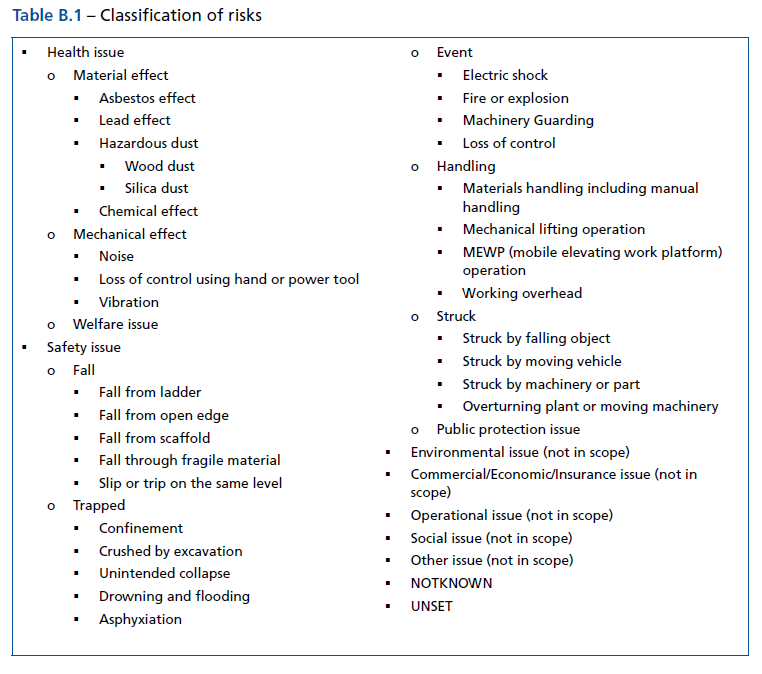 Table B.1 – Classification of risks
▪ Health issue
o Material effect
▪ Asbestos effect
▪ Lead effect
▪ Hazardous dust
▪ Wood dust
▪ Silica dust
▪ Chemical effect
o Mechanical effect
▪ Noise
▪ Loss of control using hand or power tool
▪ Vibration
o Welfare issue
▪ Safety issue
o Fall
▪ Fall from ladder
▪ Fall from open edge
▪ Fall from scaffold
▪ Fall through fragile material
▪ Slip or trip on the same level
o Trapped
▪ Confinement
▪ Crushed by excavation
▪ Unintended collapse
▪ Drowning and flooding
▪ Asphyxiation
o Event
▪ Electric shock
▪ Fire or explosion
▪ Machinery Guarding
▪ Loss of control
o Handling
▪ Materials handling including manual
handling
▪ Mechanical lifting operation
▪ MEWP (mobile elevating work platform)
operation
▪ Working overhead
o Struck
▪ Struck by falling object
▪ Struck by moving vehicle
▪ Struck by machinery or part
▪ Overturning plant or moving machinery
o Public protection issue
▪ Environmental issue (not in scope)
▪ Commercial/Economic/Insurance issue (not in
scope)
▪ Operational issue (not in scope)
▪ Social issue (not in scope)
▪ Other issue (not in scope)
▪ NOTKNOWN
▪ UNSET